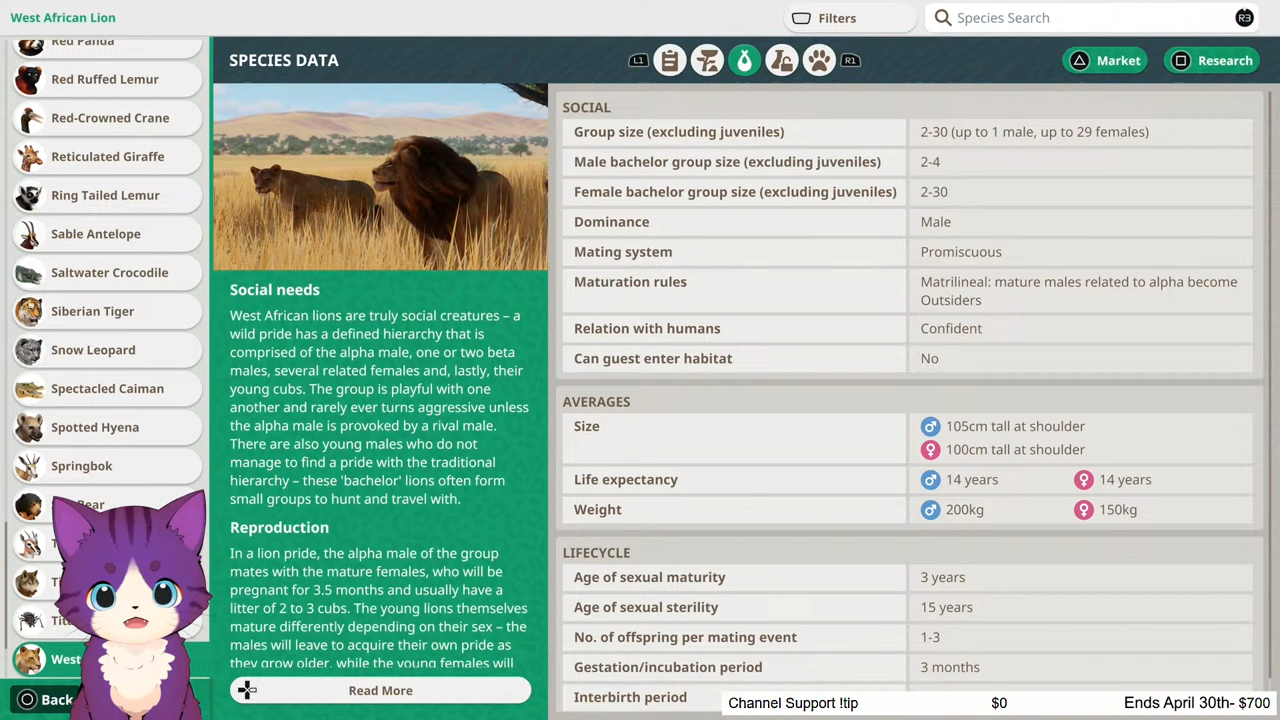 West African Lion
Filters
Species Search
R3
Red Panda
Red Ruffed Lemur
Red-Crowned Crane
Reticulated Giraffe
Ring Tailed Lemur
Sable Antelope
Saltwater Crocodile
Siberian Tiger
Snow Leopard
Spectacled Caiman
Spotted Hyena
Springbok
Bear
West
Back
SPECIES DATA
L1
R1
Market
Research
Social needs
West African lions are truly social creatures – a
wild pride has a defined hierarchy that is
comprised of the alpha male, one or two beta
males, several related females and, lastly, their
young cubs. The group is playful with one
another and rarely ever turns aggressive unless
the alpha male is provoked by a rival male.
There are also young males who do not
manage to find a pride with the traditional
hierarchy – these 'bachelor' lions often form
small groups to hunt and travel with.
Reproduction
In a lion pride, the alpha male of the group
mates with the mature females, who will be
pregnant for 3.5 months and usually have a
litter of 2 to 3 cubs. The young lions themselves
mature differently depending on their sex – the
males will leave to acquire their own pride as
they grow older, while the young females will
Read More
SOCIAL
Group size (excluding juveniles) 2-30 (up to 1 male, up to 29 females)
Male bachelor group size (excluding juveniles) 2-4
Female bachelor group size (excluding juveniles) 2-30
Dominance Male
Mating system Promiscuous
Maturation rules Matrilineal: mature males related to alpha become
Outsiders
Relation with humans Confident
Can guest enter habitat No
AVERAGES
Size 105cm tall at shoulder
100cm tall at shoulder
Life expectancy 14 years 14 years
Weight 200kg 150kg
LIFECYCLE
Age of sexual maturity 3 years
Age of sexual sterility 15 years
No. of offspring per mating event 1-3
Gestation/incubation period 3 months
Interbirth period
Channel Support !tip $0 Ends April 30th- $700